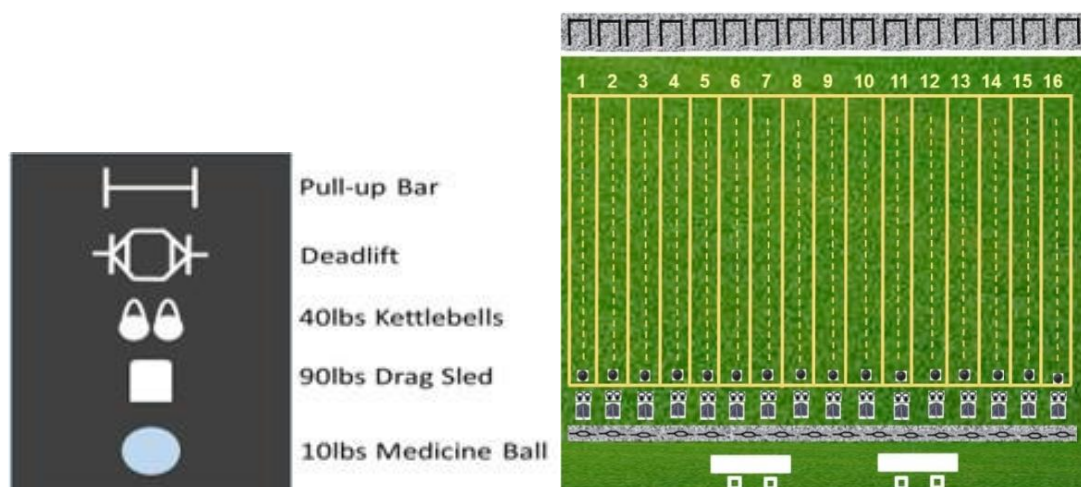 Pull-up Bar
Deadlift
40lbs Kettlebells
90lbs Drag Sled
10lbs Medicine Ball
1 2 3 4 5 6 7 8 9 10 11 12 13 14 15 16